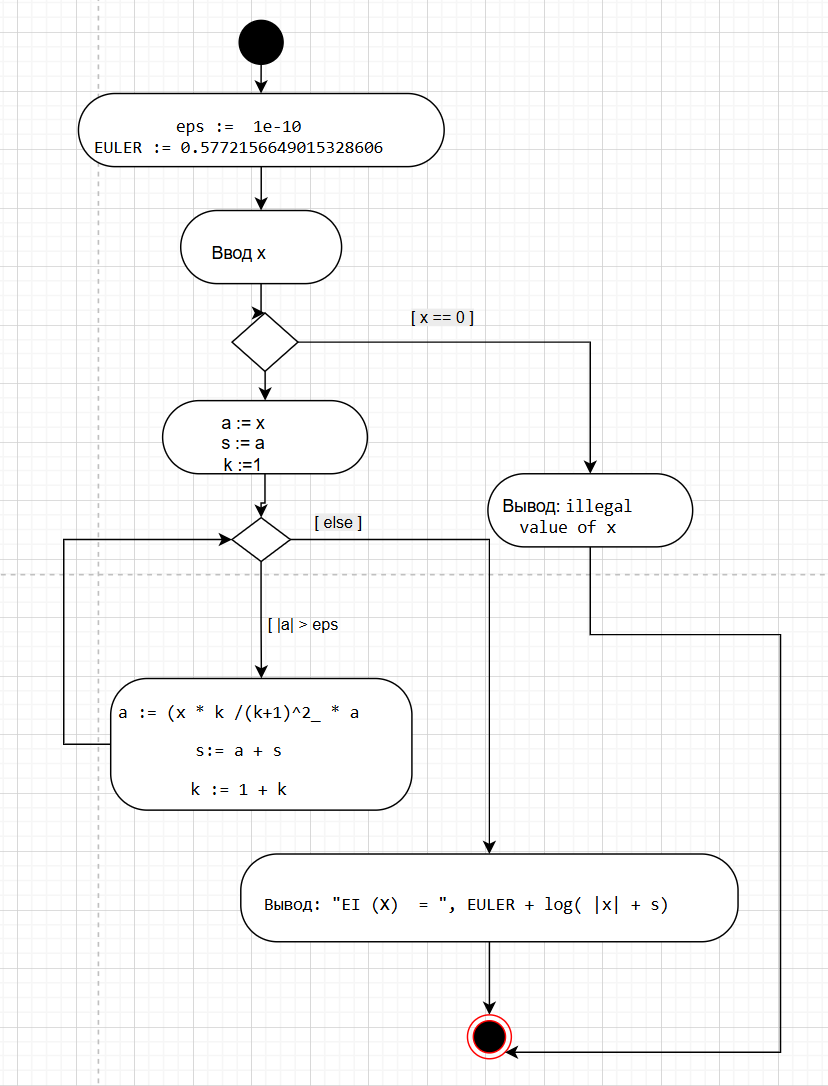 eps := 1e-10
EULER := 0.5772156649015328606
Ввод x
[ x == 0 ]
a := x
s := a
k :=1
[ else ]
Вывод: illegal
value of x
[ |a| > eps
a := (x * k /(k+1)^2_ * a
s:= a + s
k := 1 + k
Вывод: "EI (X) = ", EULER + log( |x| + s)